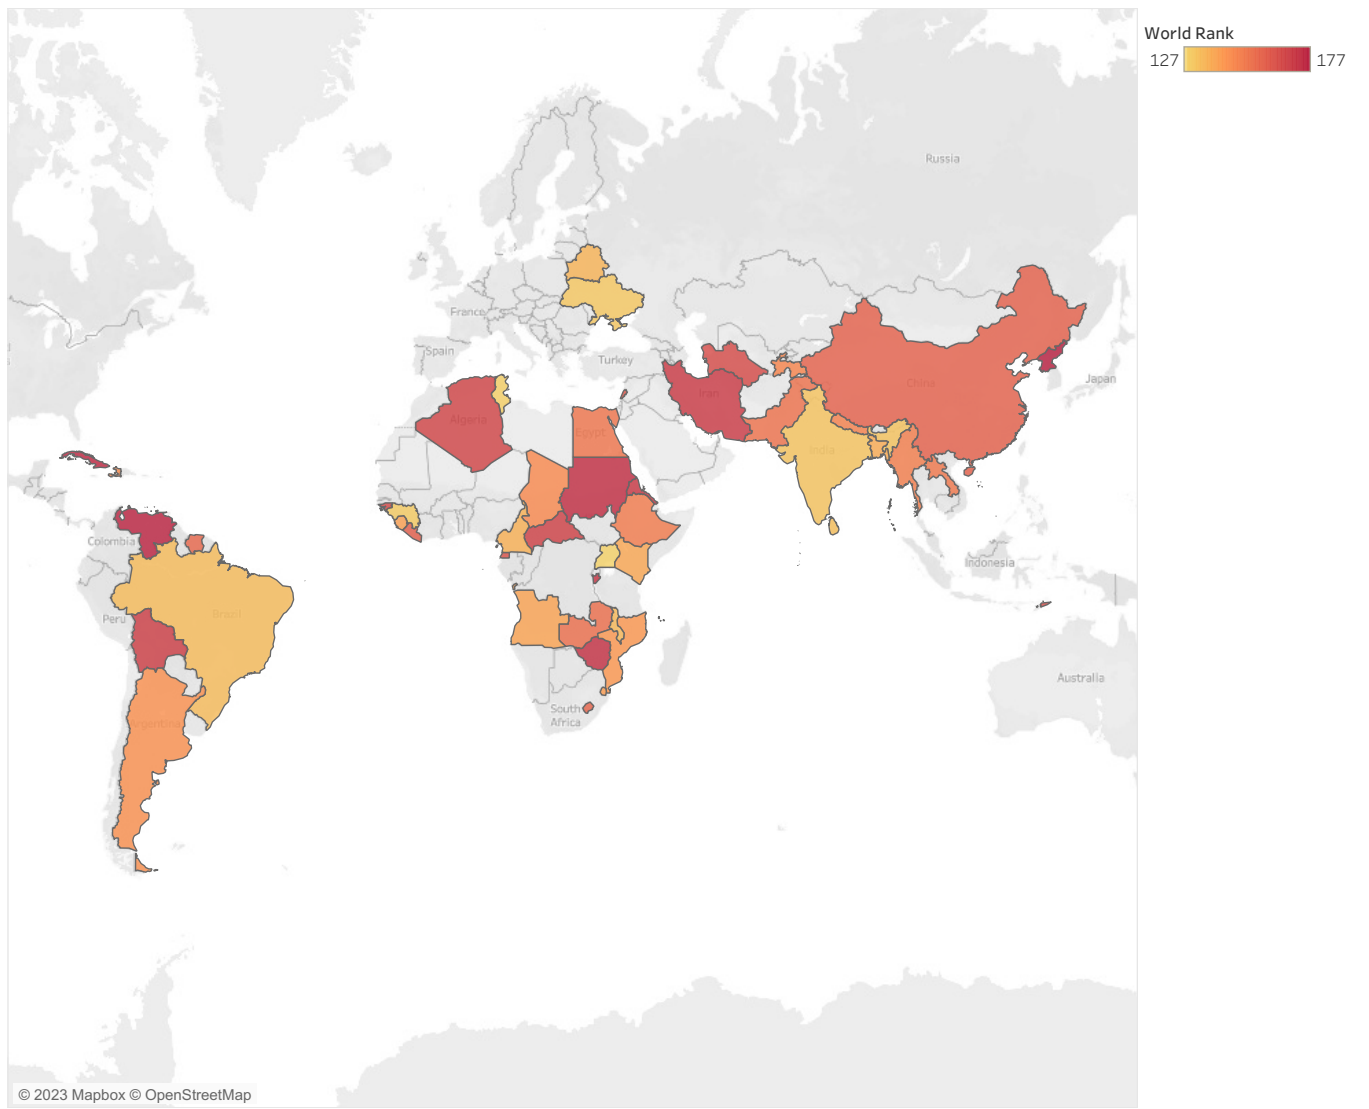 World Rank
127
177
Russia
France
Spain
Turkey
Japan
China
Iran
Algeria
Egypt
India
Colombia
Indonesia
Peru
Brazil
Australia
South
Africa
Argentina
© 2023 Mapbox © OpenStreetMap